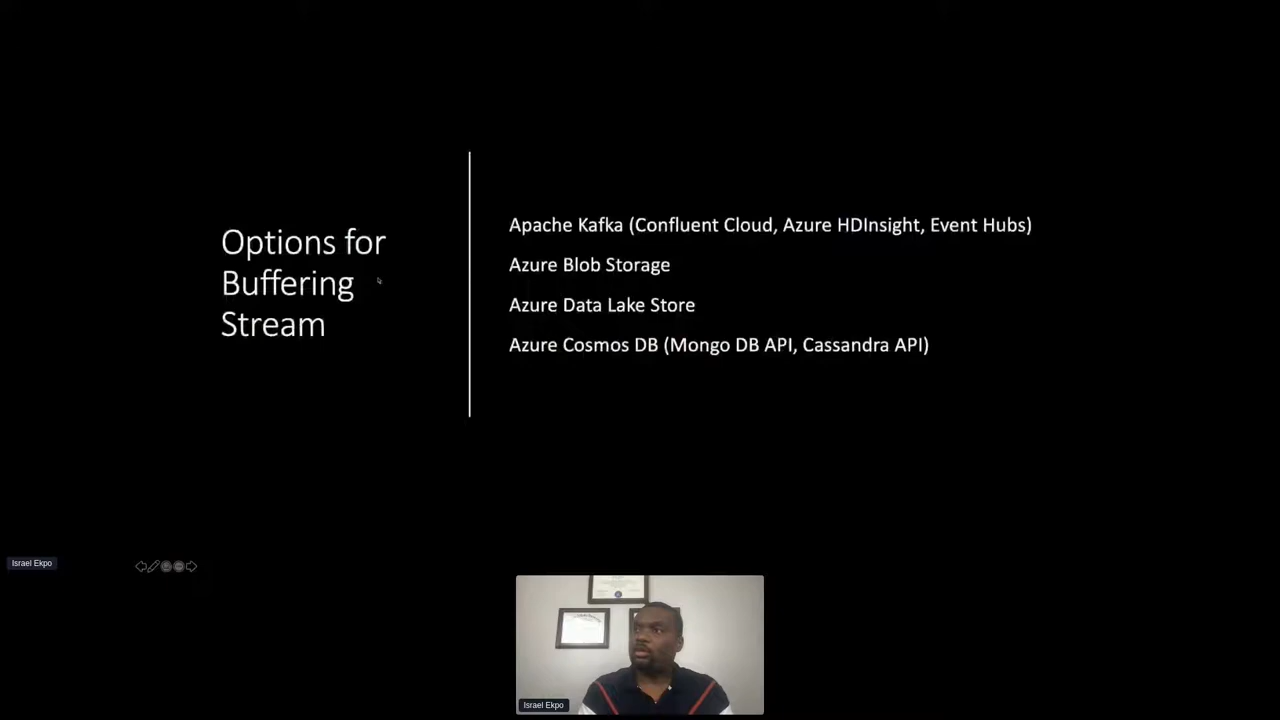 Options for
Buffering
Stream
Apache Kafka (Confluent Cloud, Azure HDInsight, Event Hubs)
Azure Blob Storage
Azure Data Lake Store
Azure Cosmos DB (Mongo DB API, Cassandra API)
Israel Ekpo
Israel Ekpo